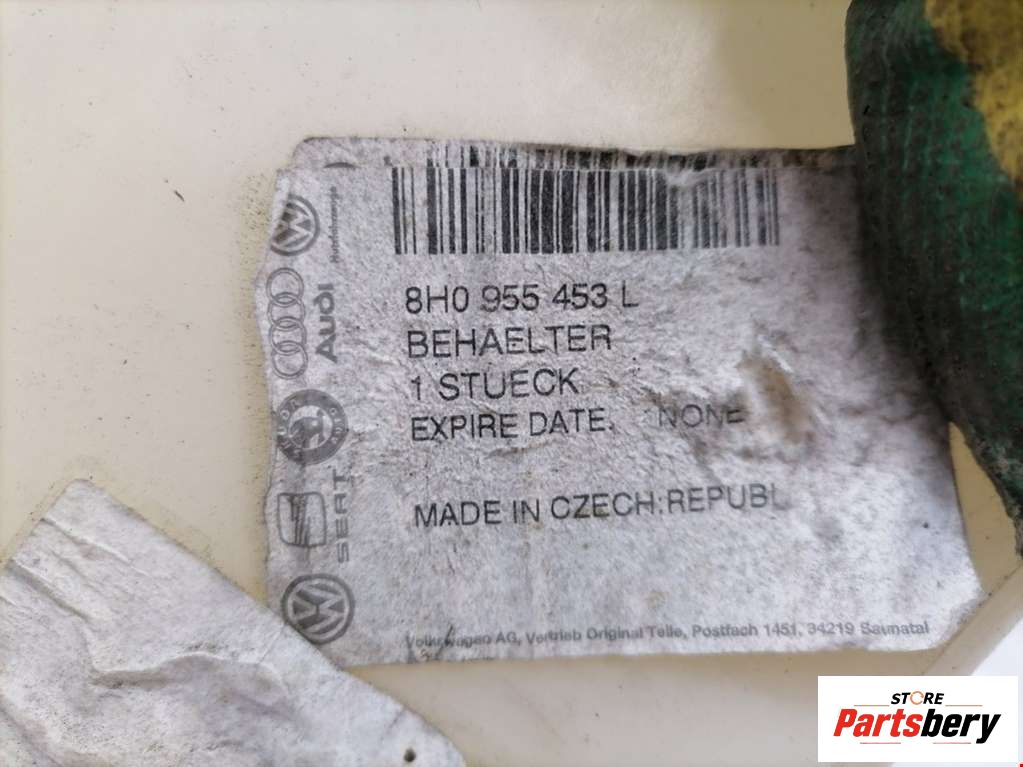 8H0 955 453 L
BEHAELTER
1 STUECK
EXPIRE DATE. NONE
MADE IN CZECH REPUBL
Volkswagen AG, Vertrieb Original Teile, Postfach 1451, 34219 Baunatal
Audi
SEAT
STORE
Partsbery